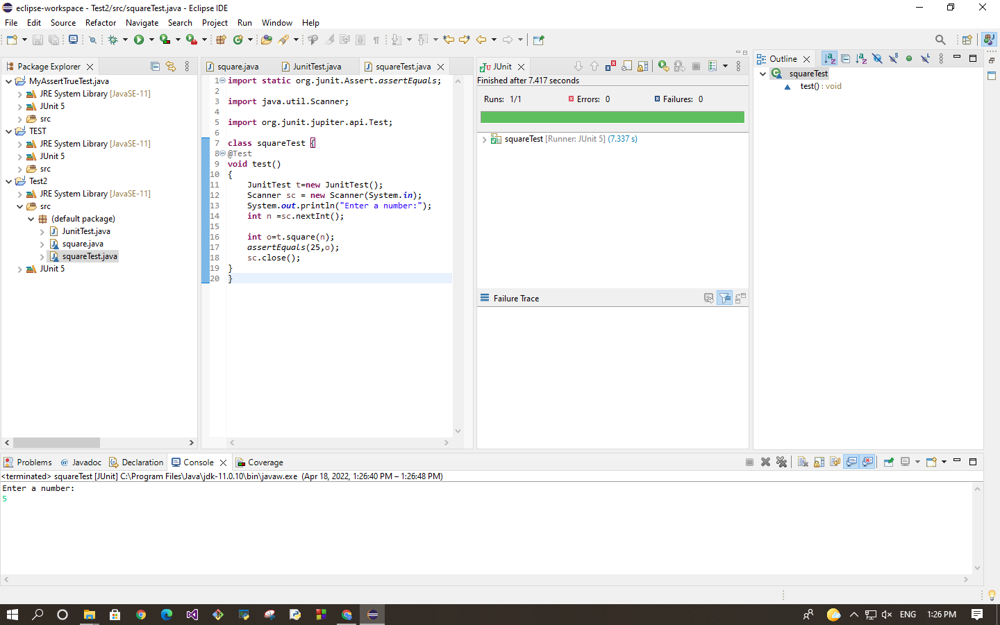 eclipse-workspace - Test2/src/squareTest.java - Eclipse IDE
File Edit Source Refactor Navigate Search Project Run Window Help
Package Explorer
MyAssertTrueTest.java
JRE System Library [JavaSE-11]
JUnit 5
src
TEST
JRE System Library [JavaSE-11]
JUnit 5
src
Test2
JRE System Library [JavaSE-11]
src
(default package)
JunitTest.java
square.java
squareTest.java
JUnit 5
square.java JunitTest.java squareTest.java
1 import static org.junit.Assert.assertEquals;
2
3 import java.util.Scanner;
4
5 import org.junit.jupiter.api.Test;
6
7 class squareTest {
8 @Test
9 void test()
10 {
11     JunitTest t=new JunitTest();
12     Scanner sc = new Scanner(System.in);
13     System.out.println("Enter a number:");
14     int n =sc.nextInt();
15
16     int o=t.square(n);
17     assertEquals(25,o);
18     sc.close();
19 }
20 }
JUnit
Finished after 7.417 seconds
Runs: 1/1 Errors: 0 Failures: 0
squareTest [Runner: JUnit 5] (7.337 s)
Failure Trace
Outline
squareTest
test() : void
Problems @ Javadoc Declaration Console Coverage
<terminated> squareTest [JUnit] C:\Program Files\Java\jdk-11.0.10\bin\javaw.exe (Apr 18, 2022, 1:26:40 PM – 1:26:48 PM)
Enter a number:
5
ENG 1:26 PM